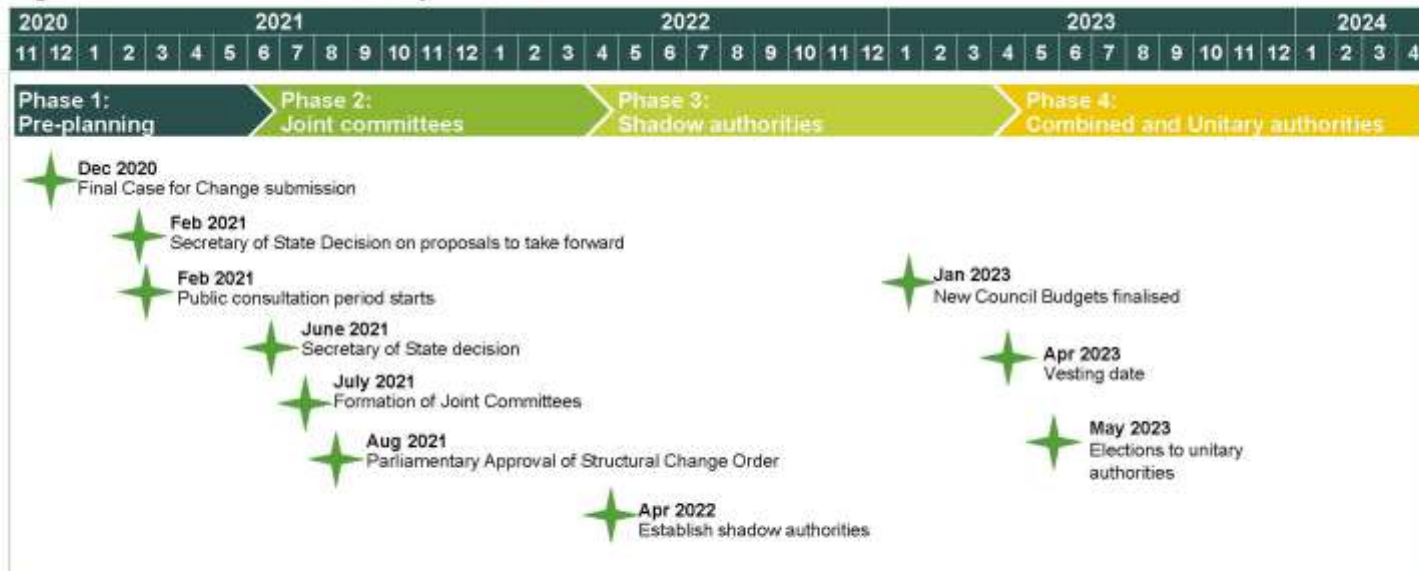 2020 2021 2022 2023 2024
11 12 1 2 3 4 5 6 7 8 9 10 11 12 1 2 3 4 5 6 7 8 9 10 11 12 1 2 3 4 5 6 7 8 9 10 11 12 1 2 3 4
Phase 1:
Pre-planning
Phase 2:
Joint committees
Phase 3:
Shadow authorities
Phase 4:
Combined and Unitary authorities
Dec 2020
Final Case for Change submission
Feb 2021
Secretary of State Decision on proposals to take forward
Feb 2021
Public consultation period starts
June 2021
Secretary of State decision
July 2021
Formation of Joint Committees
Aug 2021
Parliamentary Approval of Structural Change Order
Apr 2022
Establish shadow authorities
Jan 2023
New Council Budgets finalised
Apr 2023
Vesting date
May 2023
Elections to unitary
authorities